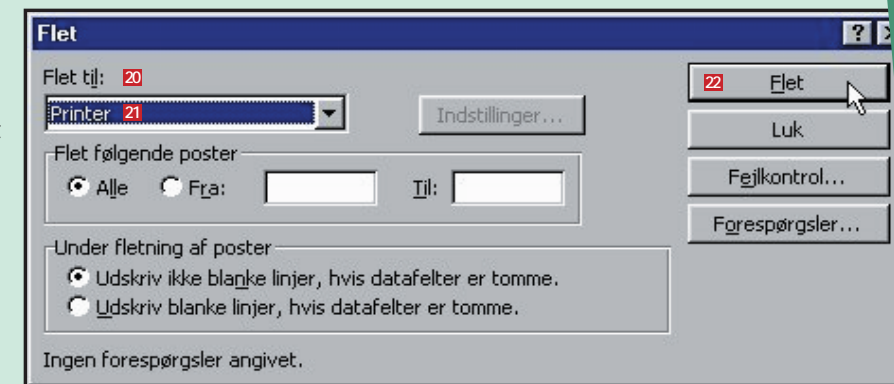 Flet
Flet til: 20
Printer 21
Indstillinger...
22 Flet
Luk
Fejlkontrol...
Forespørgsler...
Flet følgende poster
Alle Fra: Til:
Under fletning af poster
Udskriv ikke blanke linjer, hvis datafelter er tomme.
Udskriv blanke linjer, hvis datafelter er tomme.
Ingen forespørgsler angivet.